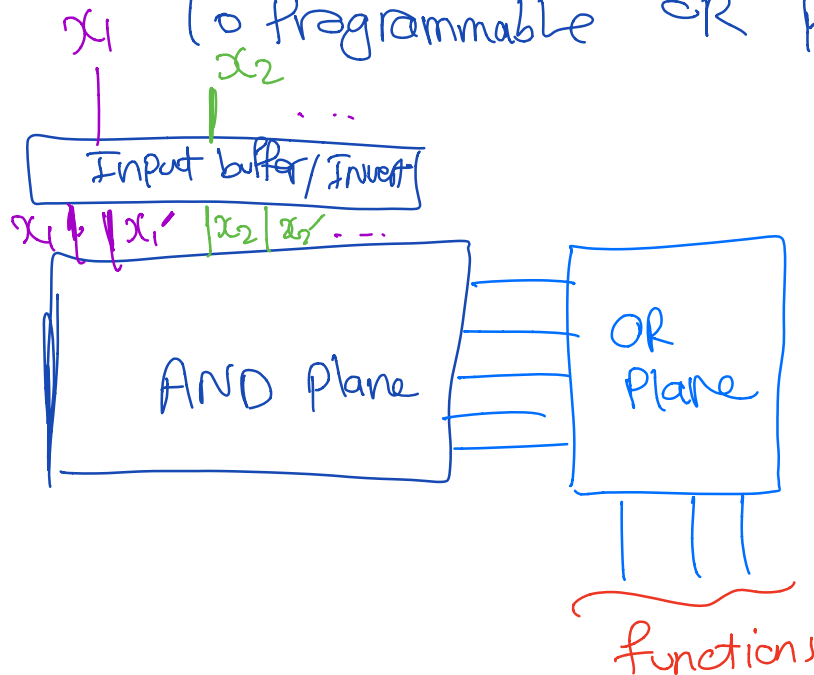 Programmable OR
x1
x2
...
Input buffer/Invert
x1 x1' x2 x2' ...
AND Plane
OR
Plane
functions